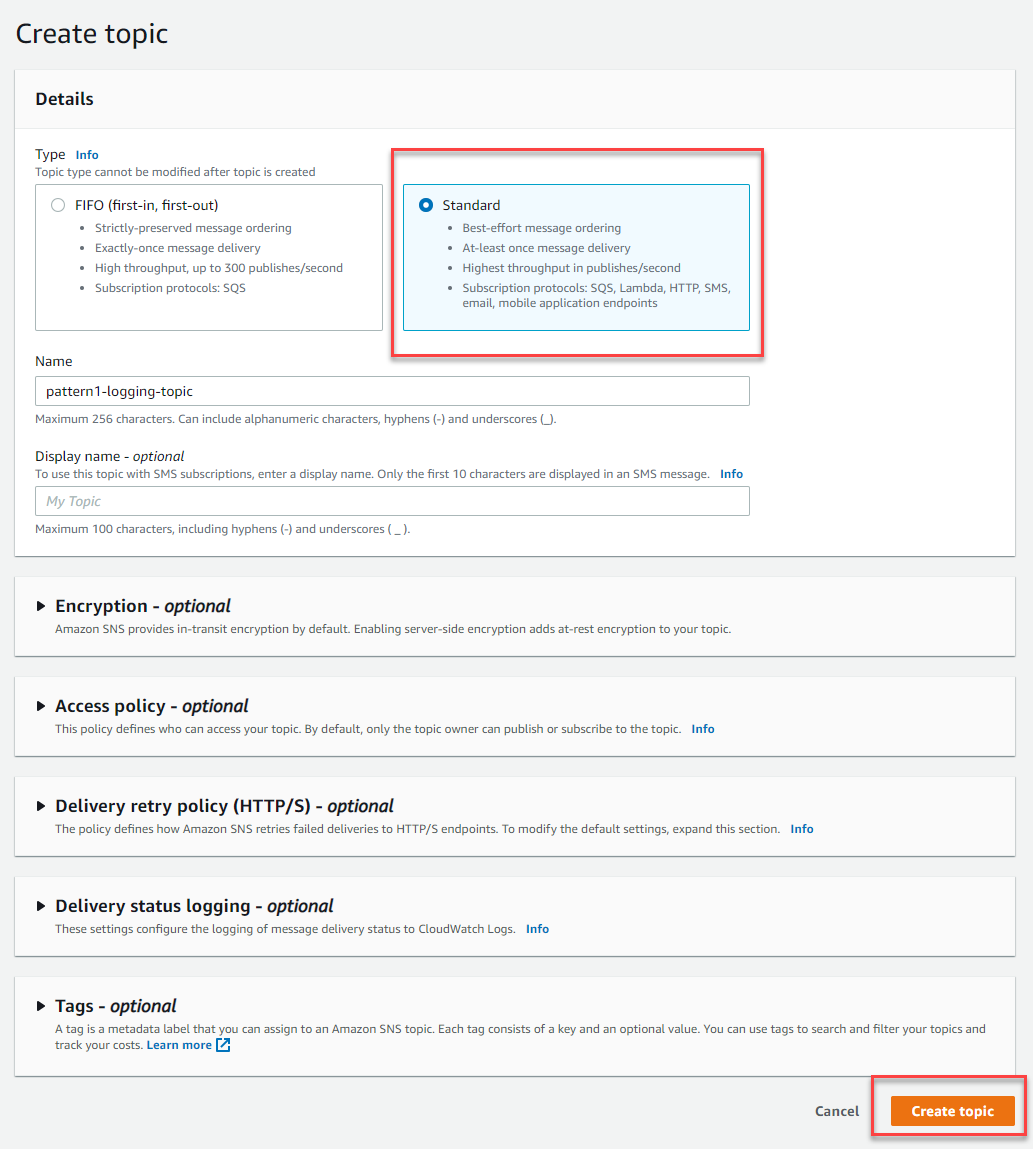 Create topic
Details
Type Info
Topic type cannot be modified after topic is created
FIFO (first-in, first-out)
• Strictly-preserved message ordering
• Exactly-once message delivery
• High throughput, up to 300 publishes/second
• Subscription protocols: SQS
Standard
• Best-effort message ordering
• At-least once message delivery
• Highest throughput in publishes/second
• Subscription protocols: SQS, Lambda, HTTP, SMS,
email, mobile application endpoints
Name
pattern1-logging-topic
Maximum 256 characters. Can include alphanumeric characters, hyphens (-) and underscores (_).
Display name - optional
To use this topic with SMS subscriptions, enter a display name. Only the first 10 characters are displayed in an SMS message. Info
My Topic
Maximum 100 characters, including hyphens (-) and underscores ( _ ).
Encryption - optional
Amazon SNS provides in-transit encryption by default. Enabling server-side encryption adds at-rest encryption to your topic.
Access policy - optional
This policy defines who can access your topic. By default, only the topic owner can publish or subscribe to the topic. Info
Delivery retry policy (HTTP/S) - optional
The policy defines how Amazon SNS retries failed deliveries to HTTP/S endpoints. To modify the default settings, expand this section. Info
Delivery status logging - optional
These settings configure the logging of message delivery status to CloudWatch Logs. Info
Tags - optional
A tag is a metadata label that you can assign to an Amazon SNS topic. Each tag consists of a key and an optional value. You can use tags to search and filter your topics and
track your costs. Learn more
Cancel
Create topic